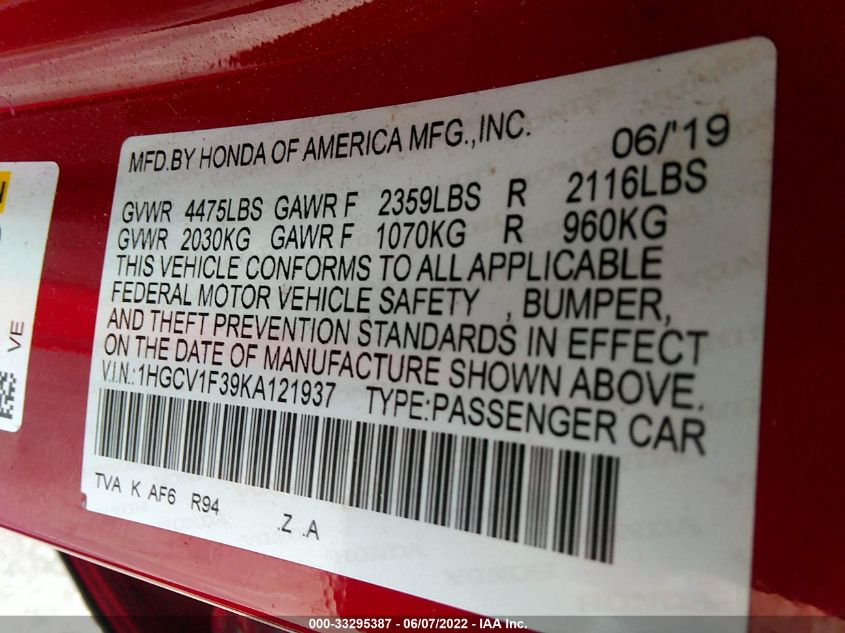 MFD.BY HONDA OF AMERICA MFG.,INC. 06/'19
GVWR 4475LBS GAWR F 2359LBS R 2116LBS
GVWR 2030KG GAWR F 1070KG R 960KG
THIS VEHICLE CONFORMS TO ALL APPLICABLE
FEDERAL MOTOR VEHICLE SAFETY , BUMPER,
AND THEFT PREVENTION STANDARDS IN EFFECT
ON THE DATE OF MANUFACTURE SHOWN ABOVE.
V.I.N.:1HGCV1F39KA121937 TYPE:PASSENGER CAR
TVA K AF6 R94 .Z .A
VE
000-33295387 - 06/07/2022 - IAA Inc.